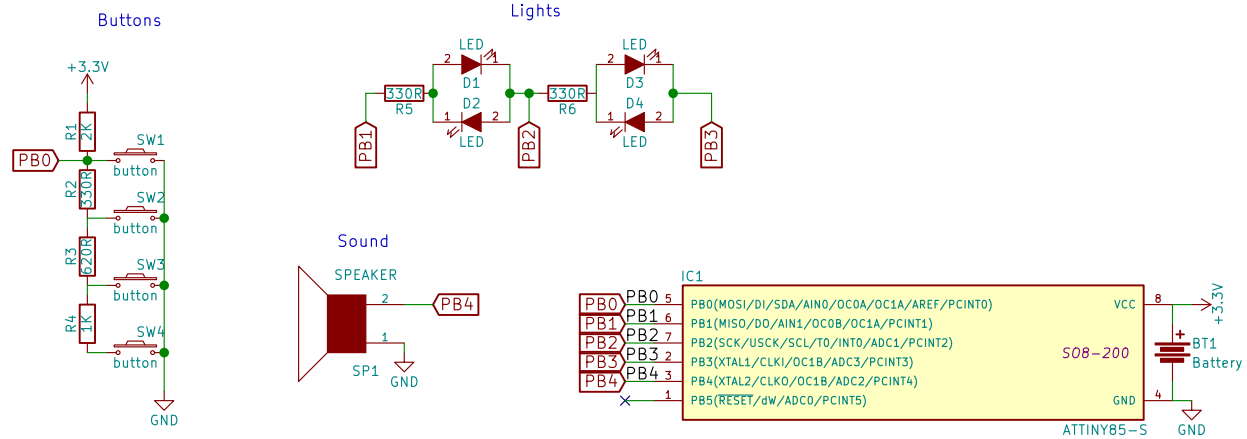 Buttons
Lights
+3.3V
R1
2K
PB0
SW1
button
R2
330R
SW2
button
R3
620R
SW3
button
R4
1K
SW4
button
GND
LED
2 1
D1
330R
R5
D2
1 2
LED
PB1
PB2
LED
2 1
D3
330R
R6
D4
1 2
LED
PB3
Sound
SPEAKER
2
PB4
1
SP1
GND
IC1
PB0 PB0 5 PB0(MOSI/DI/SDA/AIN0/OC0A/OC1A/AREF/PCINT0)
PB1 PB1 6 PB1(MISO/DO/AIN1/OC0B/OC1A/PCINT1)
PB2 PB2 7 PB2(SCK/USCK/SCL/T0/INT0/ADC1/PCINT2)
PB3 PB3 2 PB3(XTAL1/CLKI/OC1B/ADC3/PCINT3)
PB4 PB4 3 PB4(XTAL2/CLKO/OC1B/ADC2/PCINT4)
1 PB5(RESET/dW/ADC0/PCINT5)
VCC 8
+3.3V
SO8-200
+
BT1
Battery
GND 4
ATTINY85-S
GND